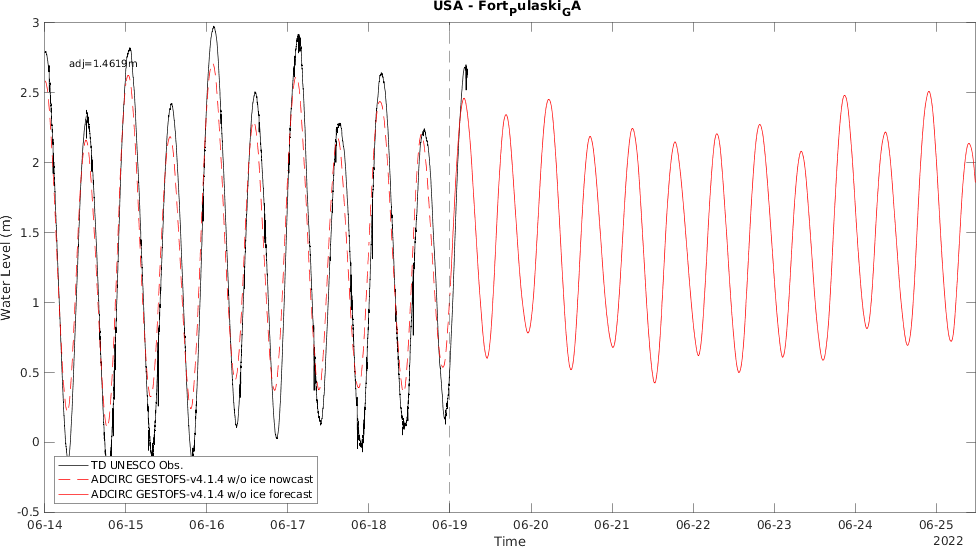 USA - Fort_Pulaski_GA
adj=1.4619m
3
2.5
2
1.5
1
0.5
0
-0.5
Water Level (m)
TD UNESCO Obs.
ADCIRC GESTOFS-v4.1.4 w/o ice nowcast
ADCIRC GESTOFS-v4.1.4 w/o ice forecast
06-14 06-15 06-16 06-17 06-18 06-19 06-20 06-21 06-22 06-23 06-24 06-25
Time
2022